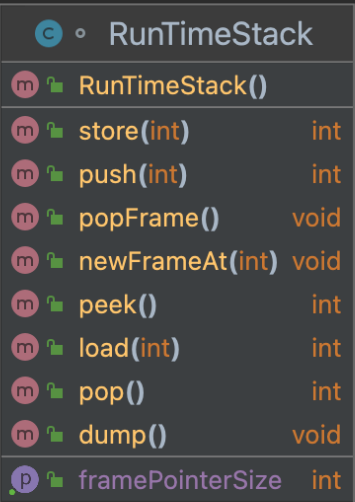 C RunTimeStack
m RunTimeStack()
m store(int) int
m push(int) int
m popFrame() void
m newFrameAt(int) void
m peek() int
m load(int) int
m pop() int
m dump() void
p framePointerSize int